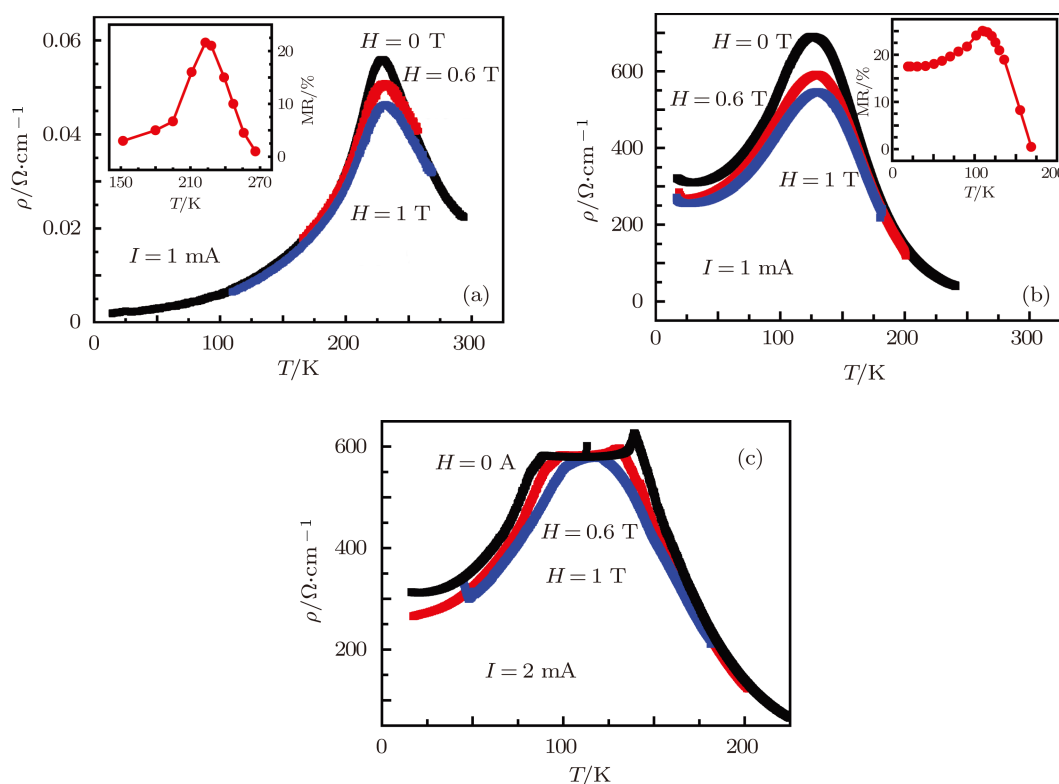 0.06
0.04
0.02
0
ρ/Ω·cm−1
20
10
0
MR/%
150 210 270
T/K
H = 0 T
H = 0.6 T
H = 1 T
I = 1 mA
(a)
0 100 200 300
T/K
600
400
200
0
ρ/Ω·cm−1
25
20
10
0
MR/%
0 100 200
T/K
H = 0 T
H = 0.6 T
H = 1 T
I = 1 mA
(b)
0 100 200
T/K
600
400
200
ρ/Ω·cm−1
H = 0 A
H = 0.6 T
H = 1 T
I = 2 mA
(c)
0 100 200
T/K